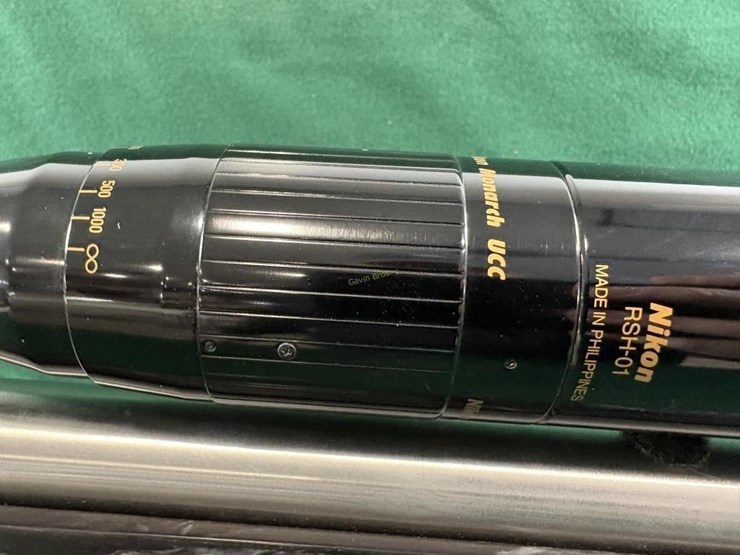 500
1000
∞
Monarch UCC
Nikon
RSH-01
MADE IN PHILIPPINES